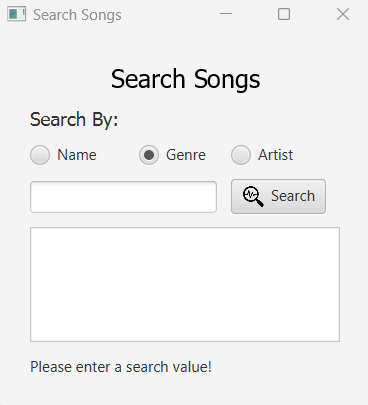 Search Songs
Search Songs
Search By:
Name Genre Artist
Search
Please enter a search value!